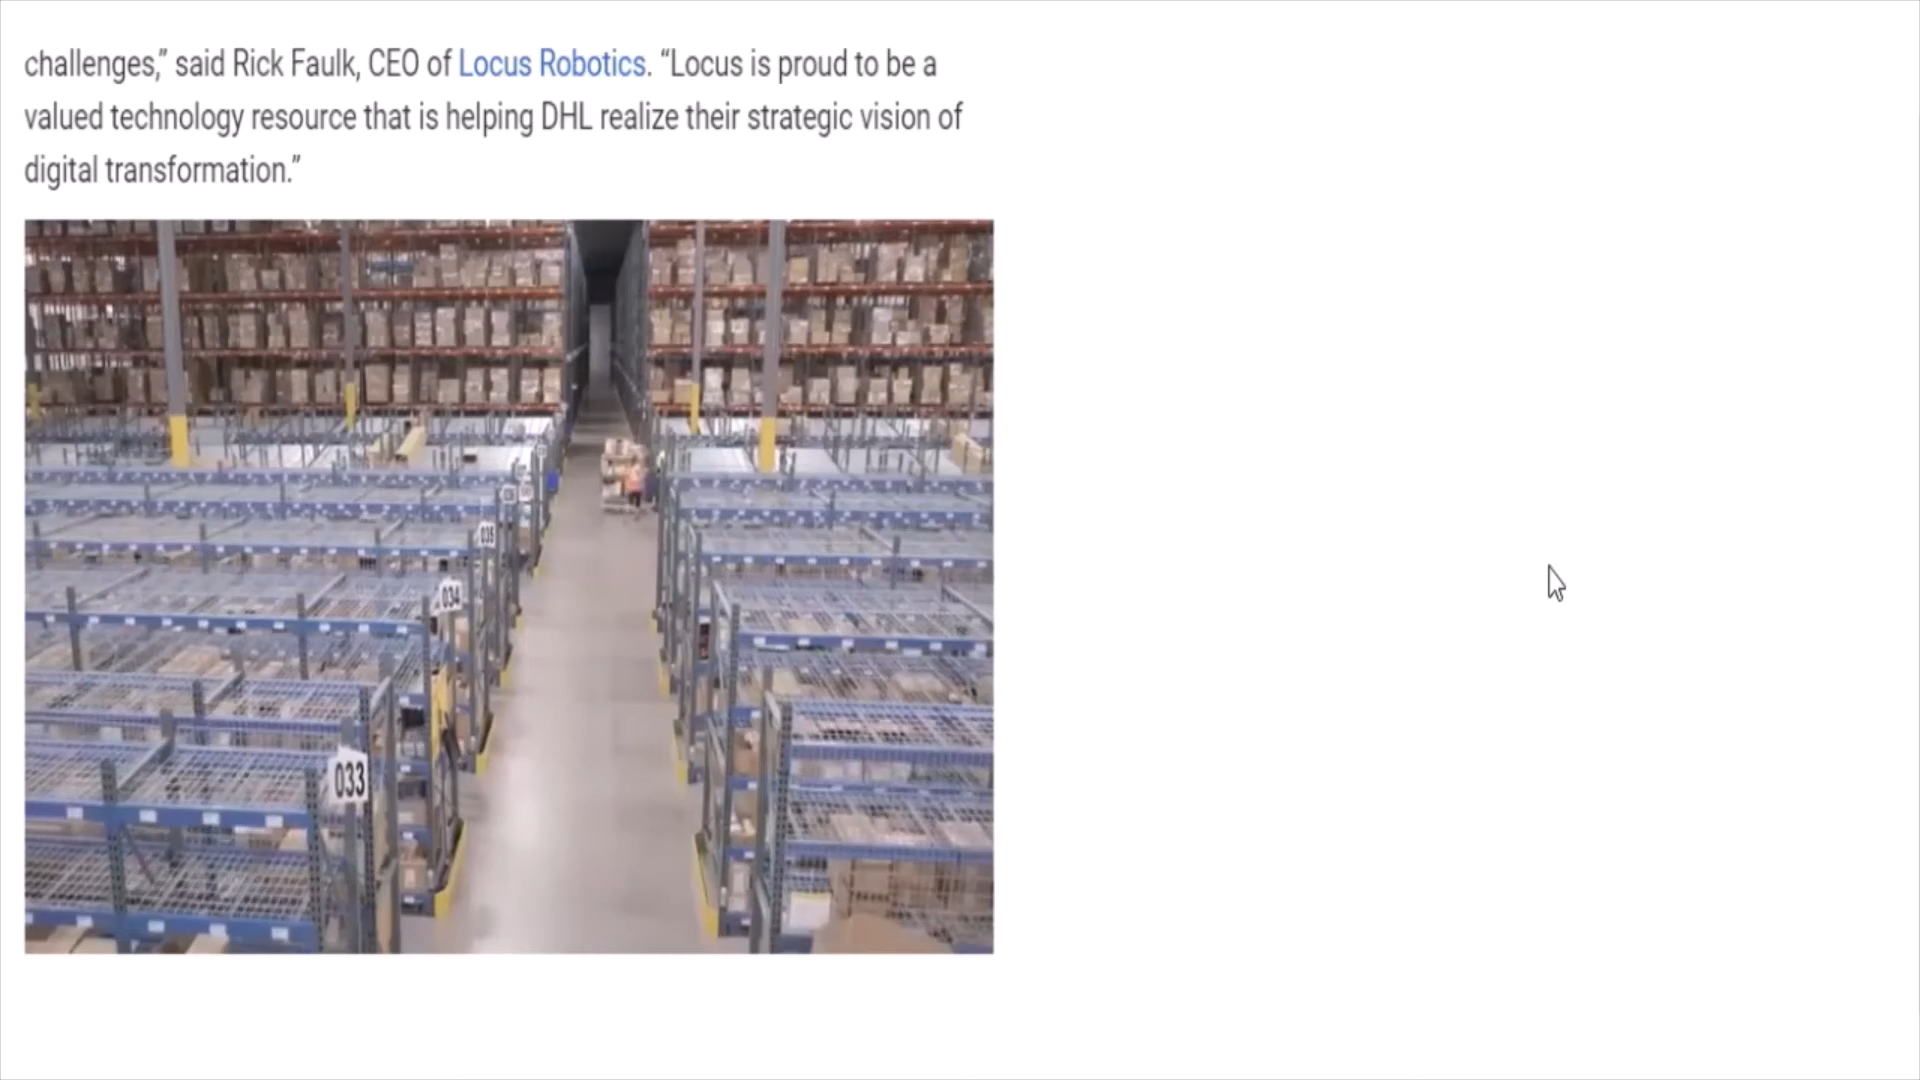 challenges,” said Rick Faulk, CEO of Locus Robotics. “Locus is proud to be a
valued technology resource that is helping DHL realize their strategic vision of
digital transformation.”
035
034
033